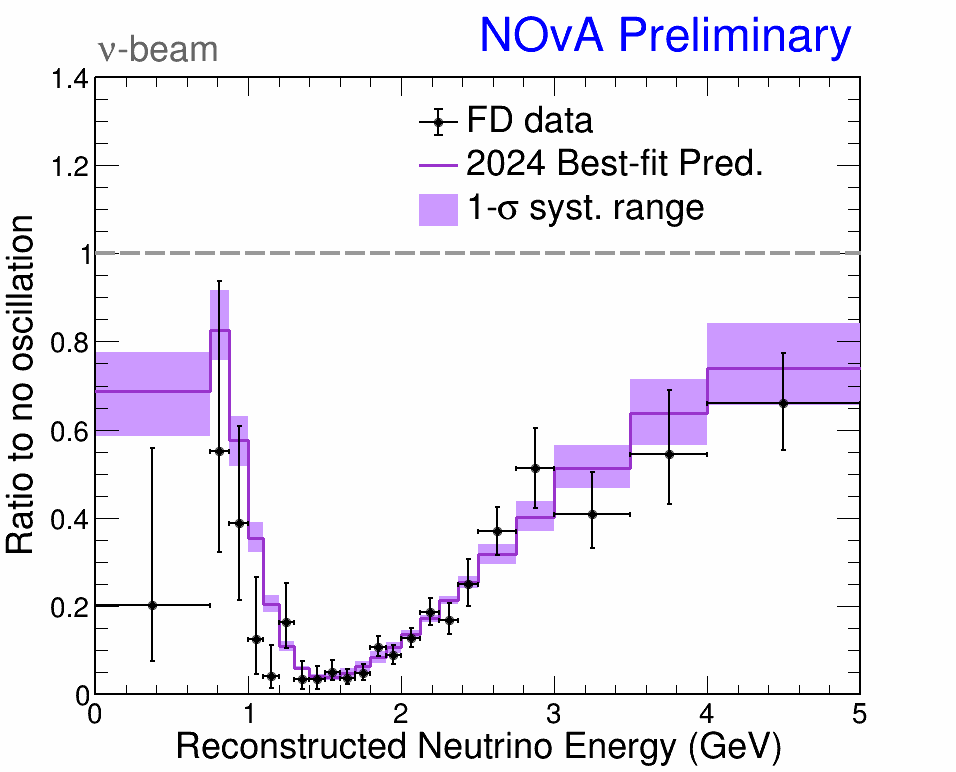 ν-beam
NOvA Preliminary
FD data
2024 Best-fit Pred.
1-σ syst. range
Ratio to no oscillation
1.4
1.2
1
0.8
0.6
0.4
0.2
0
0 1 2 3 4 5
Reconstructed Neutrino Energy (GeV)